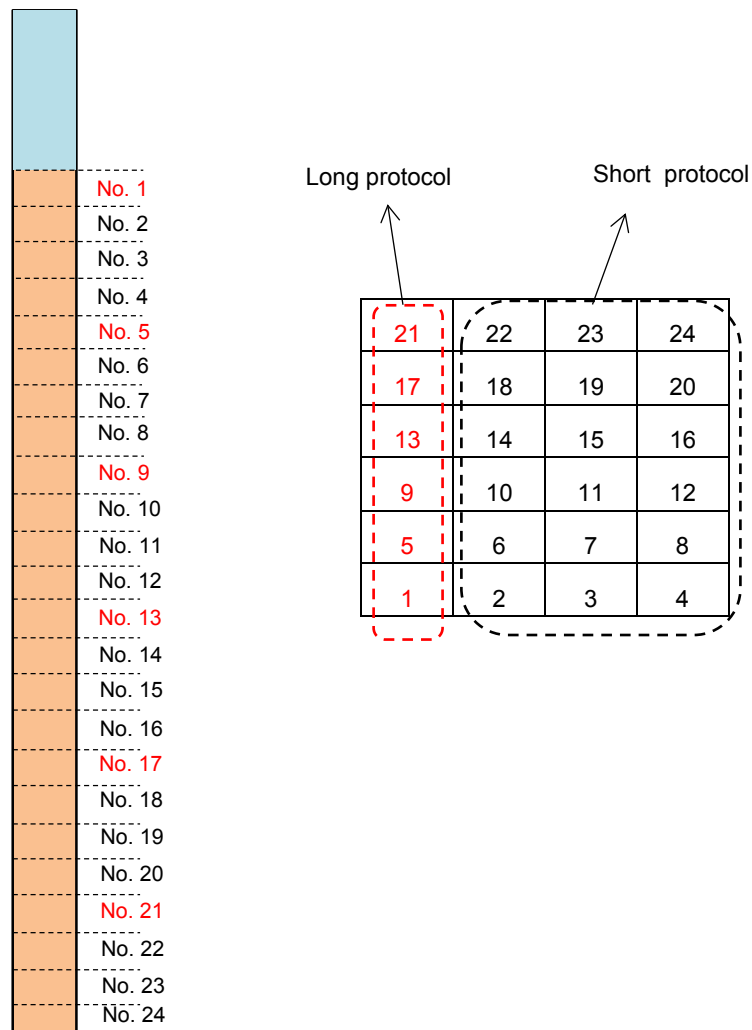 No. 1
No. 2
No. 3
No. 4
No. 5
No. 6
No. 7
No. 8
No. 9
No. 10
No. 11
No. 12
No. 13
No. 14
No. 15
No. 16
No. 17
No. 18
No. 19
No. 20
No. 21
No. 22
No. 23
No. 24
Long protocol Short protocol
21 22 23 24
17 18 19 20
13 14 15 16
9 10 11 12
5 6 7 8
1 2 3 4